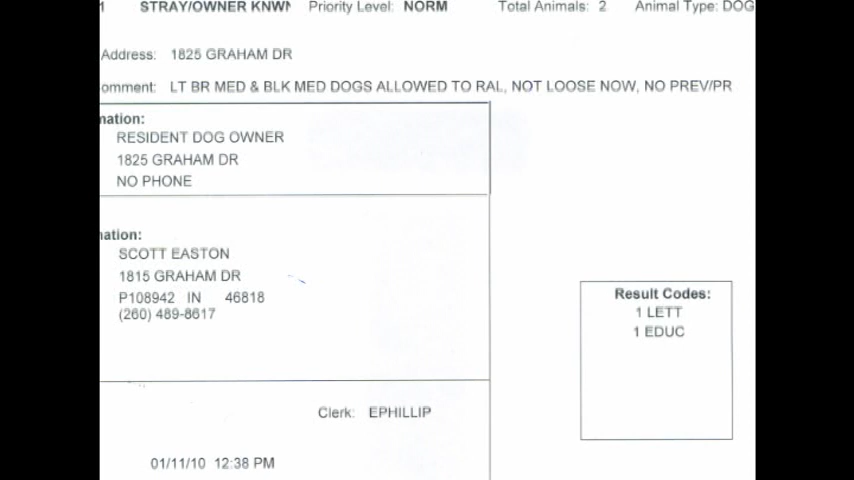 1 STRAY/OWNER KNWN Priority Level: NORM Total Animals: 2 Animal Type: DOG
Address: 1825 GRAHAM DR
omment: LT BR MED & BLK MED DOGS ALLOWED TO RAL, NOT LOOSE NOW, NO PREV/PR
mation:
RESIDENT DOG OWNER
1825 GRAHAM DR
NO PHONE
nation:
SCOTT EASTON
1815 GRAHAM DR
P108942 IN 46818
(260) 489-8617
Result Codes:
1 LETT
1 EDUC
Clerk: EPHILLIP
01/11/10 12:38 PM